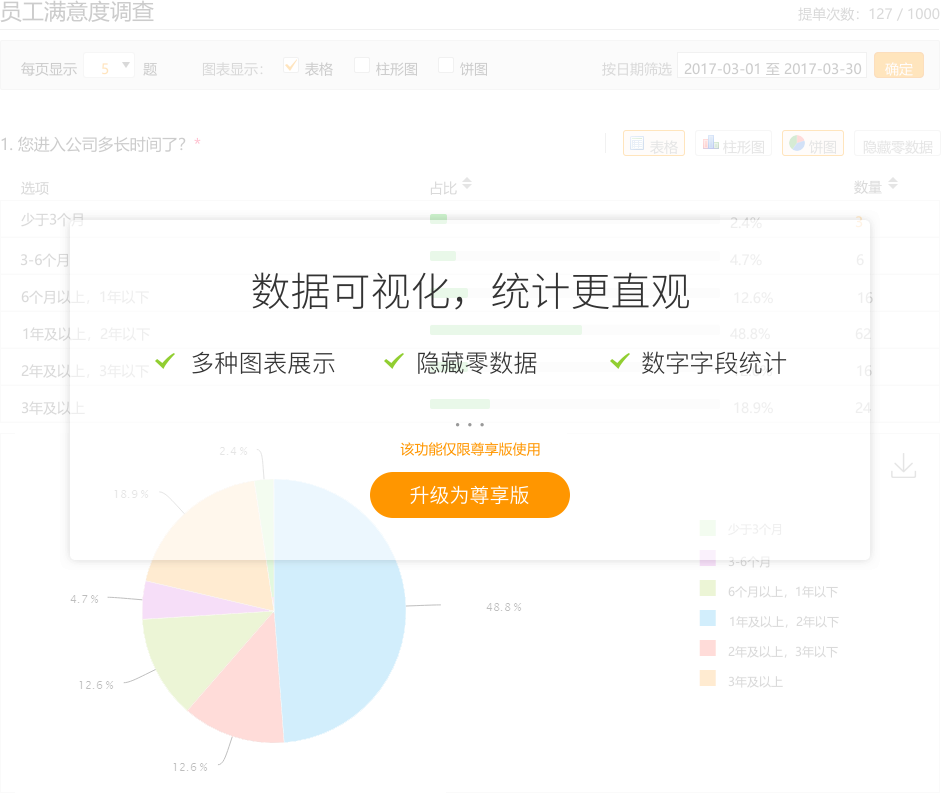 员工满意度调查
提单次数：127 / 1000
每页显示 5 题 图表显示： 表格 柱形图 饼图 按日期筛选 2017-03-01 至 2017-03-30 确定
1. 您进入公司多长时间了？ *
表格 柱形图 饼图 隐藏零数据
选项 占比 数量
少于3个月 2.4% 3
3-6个月 4.7% 6
数据可视化，统计更直观
6个月以上，1年以下 12.6% 16
1年及以上，2年以下 48.8% 62
多种图表展示 隐藏零数据 数字字段统计
2年及以上，3年以下 16
3年及以上 18.9% 24
• • •
该功能仅限尊享版使用
升级为尊享版
2.4%
18.9%
4.7%
12.6%
12.6%
48.8%
少于3个月
3-6个月
6个月以上，1年以下
1年及以上，2年以下
2年及以上，3年以下
3年及以上